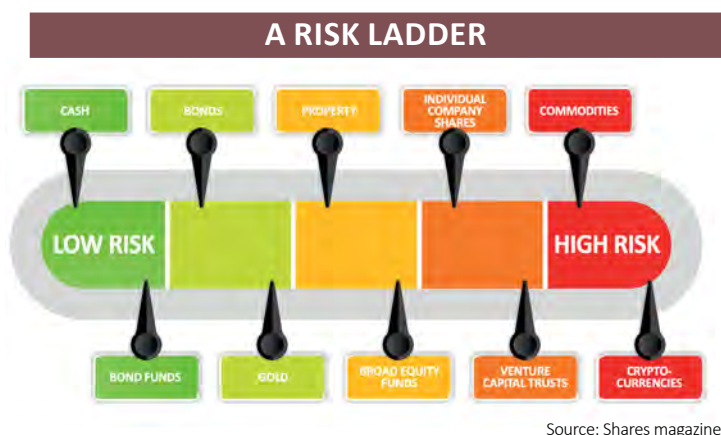 A RISK LADDER
CASH
BONDS
PROPERTY
INDIVIDUAL
COMPANY
SHARES
COMMODITIES
LOW RISK
HIGH RISK
BOND FUNDS
GOLD
BROAD EQUITY
FUNDS
VENTURE
CAPITAL TRUSTS
CRYPTO-
CURRENCIES
Source: Shares magazine